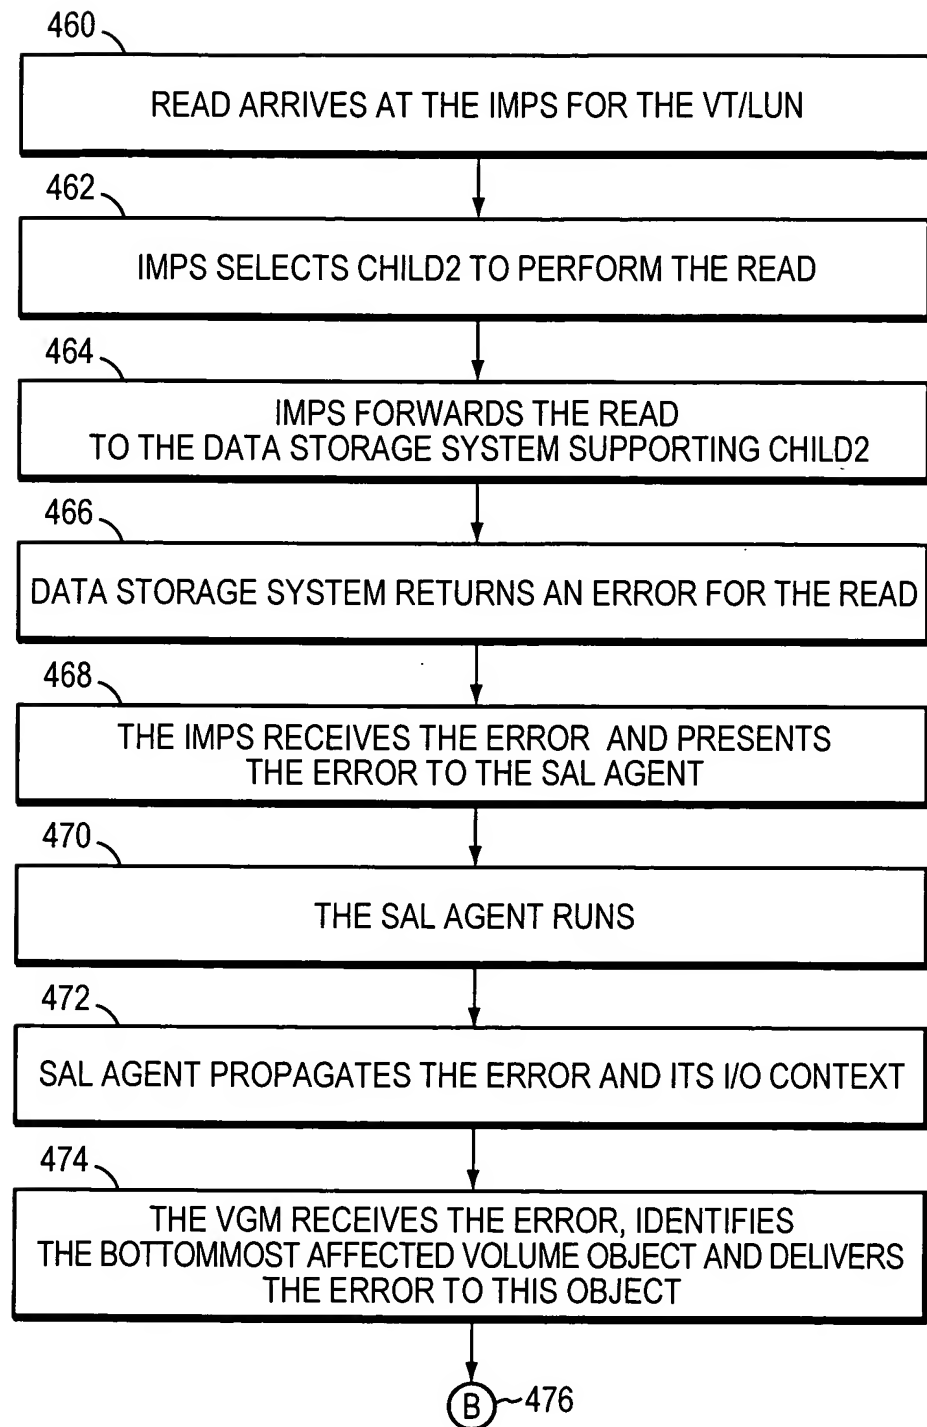 460
READ ARRIVES AT THE IMPS FOR THE VT/LUN
462
IMPS SELECTS CHILD2 TO PERFORM THE READ
464
IMPS FORWARDS THE READ
TO THE DATA STORAGE SYSTEM SUPPORTING CHILD2
466
DATA STORAGE SYSTEM RETURNS AN ERROR FOR THE READ
468
THE IMPS RECEIVES THE ERROR AND PRESENTS
THE ERROR TO THE SAL AGENT
470
THE SAL AGENT RUNS
472
SAL AGENT PROPAGATES THE ERROR AND ITS I/O CONTEXT
474
THE VGM RECEIVES THE ERROR, IDENTIFIES
THE BOTTOMMOST AFFECTED VOLUME OBJECT AND DELIVERS
THE ERROR TO THIS OBJECT
B 476